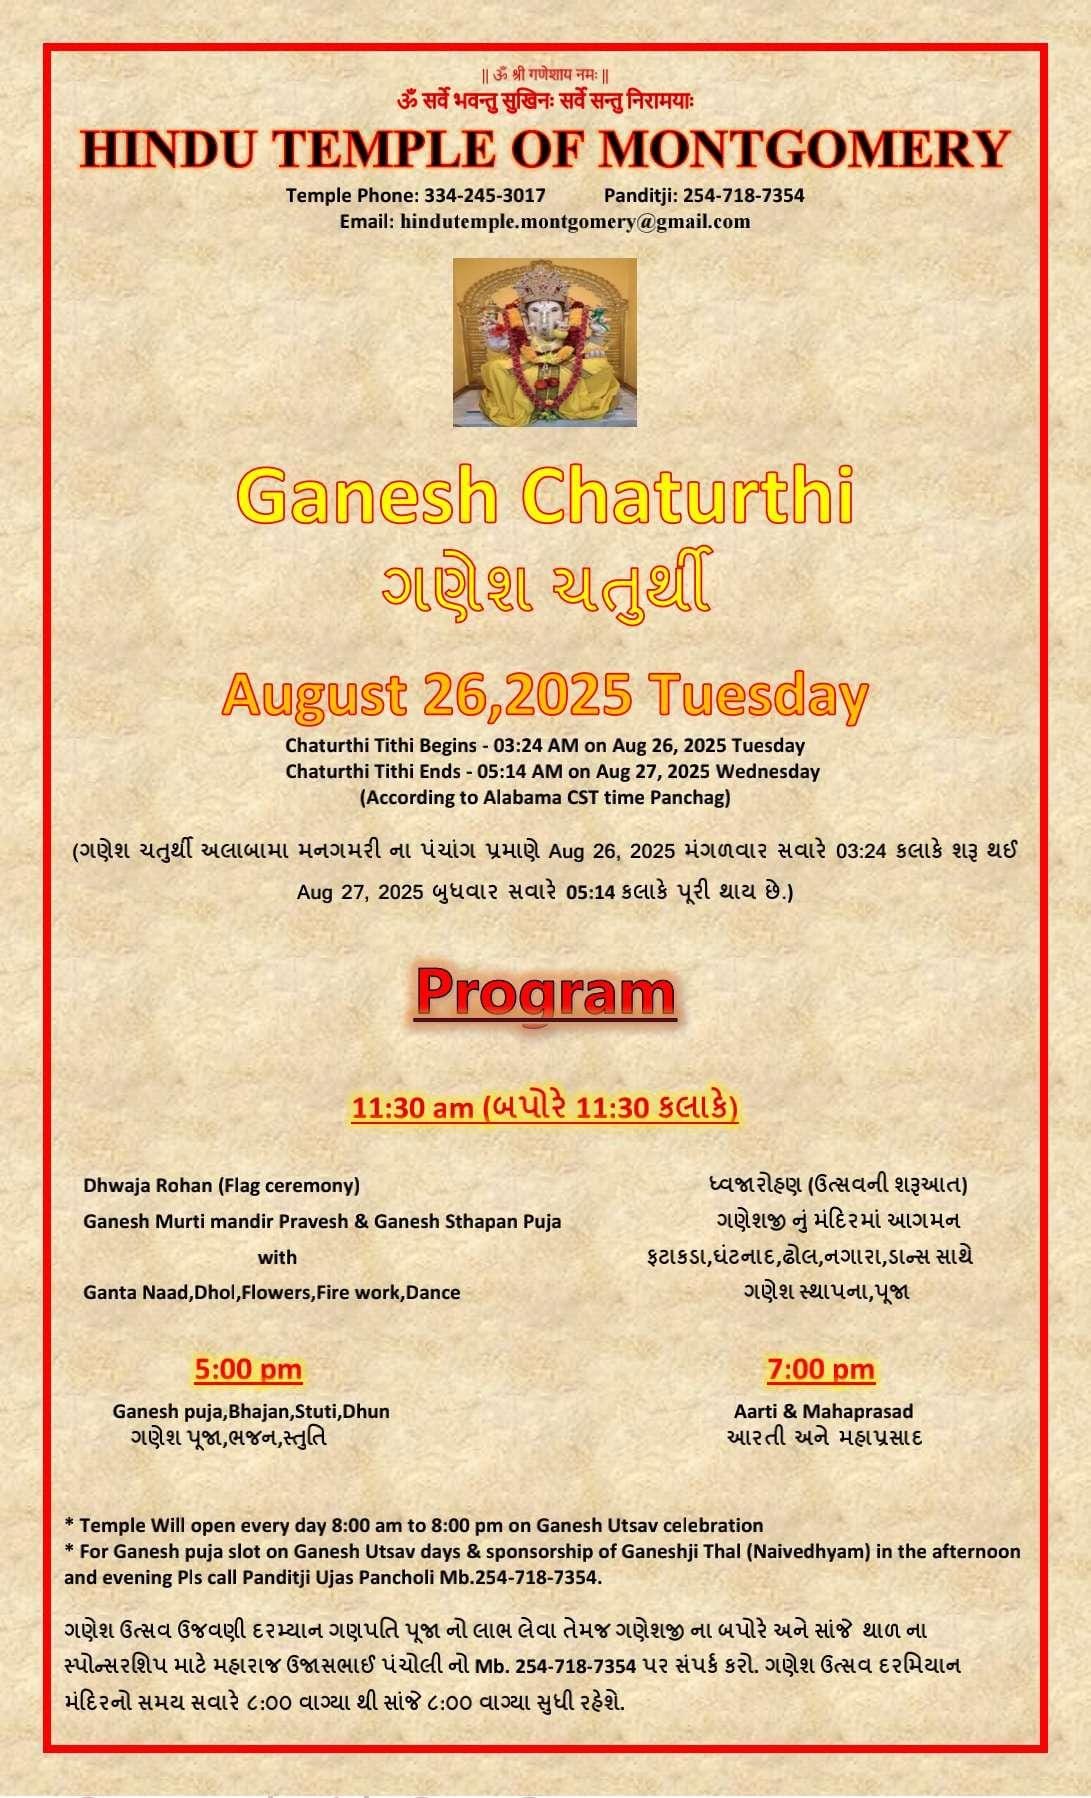 || ॐ श्री गणेशाय नमः ||
ॐ सर्वे भवन्तु सुखिनः सर्वे सन्तु निरामयाः
HINDU TEMPLE OF MONTGOMERY
Temple Phone: 334-245-3017 Panditji: 254-718-7354
Email: hindutemple.montgomery@gmail.com
Ganesh Chaturthi
ગણેશ ચતુર્થી
August 26,2025 Tuesday
Chaturthi Tithi Begins - 03:24 AM on Aug 26, 2025 Tuesday
Chaturthi Tithi Ends - 05:14 AM on Aug 27, 2025 Wednesday
(According to Alabama CST time Panchag)
(ગણેશ ચતુર્થી અલાબામા મનગમરી ના પંચાંગ પ્રમાણે Aug 26, 2025 મંગળવાર સવારે 03:24 કલાકે શરૂ થઈ
Aug 27, 2025 બુધવાર સવારે 05:14 કલાકે પૂરી થાય છે.)
Program
11:30 am (બપોરે 11:30 કલાકે)
Dhwaja Rohan (Flag ceremony)
Ganesh Murti mandir Pravesh & Ganesh Sthapan Puja
with
Ganta Naad,Dhol,Flowers,Fire work,Dance
ધ્વજારોહણ (ઉત્સવની શરૂઆત)
ગણેશજી નું મંદિરમાં આગમન
ફટાકડા,ઘંટનાદ,ઢોલ,નગારા,ડાન્સ સાથે
ગણેશ સ્થાપના,પૂજા
5:00 pm
Ganesh puja,Bhajan,Stuti,Dhun
ગણેશ પૂજા,ભજન,સ્તુતિ
7:00 pm
Aarti & Mahaprasad
આરતી અને મહાપ્રસાદ
* Temple Will open every day 8:00 am to 8:00 pm on Ganesh Utsav celebration
* For Ganesh puja slot on Ganesh Utsav days & sponsorship of Ganeshji Thal (Naivedhyam) in the afternoon
and evening Pls call Panditji Ujas Pancholi Mb.254-718-7354.
ગણેશ ઉત્સવ ઉજવણી દરમ્યાન ગણપતિ પૂજા નો લાભ લેવા તેમજ ગણેશજી ના બપોરે અને સાંજે થાળ ના
સ્પોન્સરશિપ માટે મહારાજ ઉજાસભાઈ પંચોલી નો Mb. 254-718-7354 પર સંપર્ક કરો. ગણેશ ઉત્સવ દરમિયાન
મંદિરનો સમય સવારે ૮:00 વાગ્યા થી સાંજે ૮:00 વાગ્યા સુધી રહેશે.